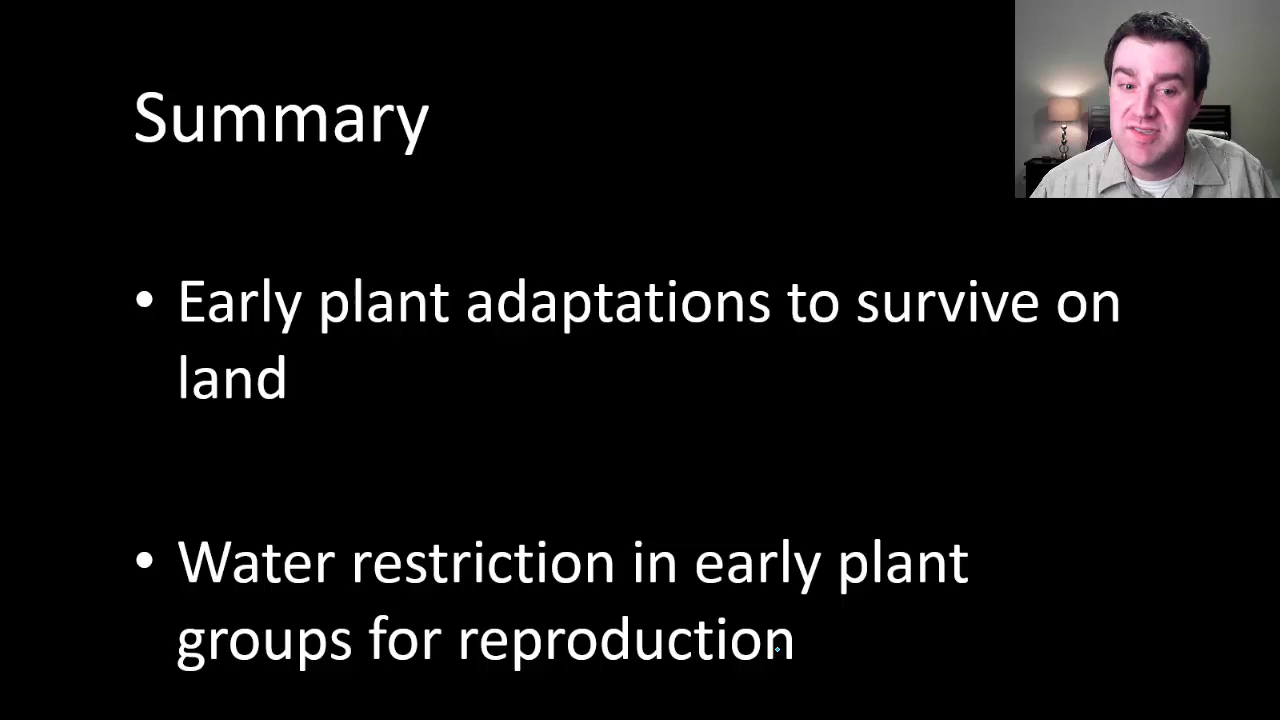 Summary
• Early plant adaptations to survive on
land
• Water restriction in early plant
groups for reproduction